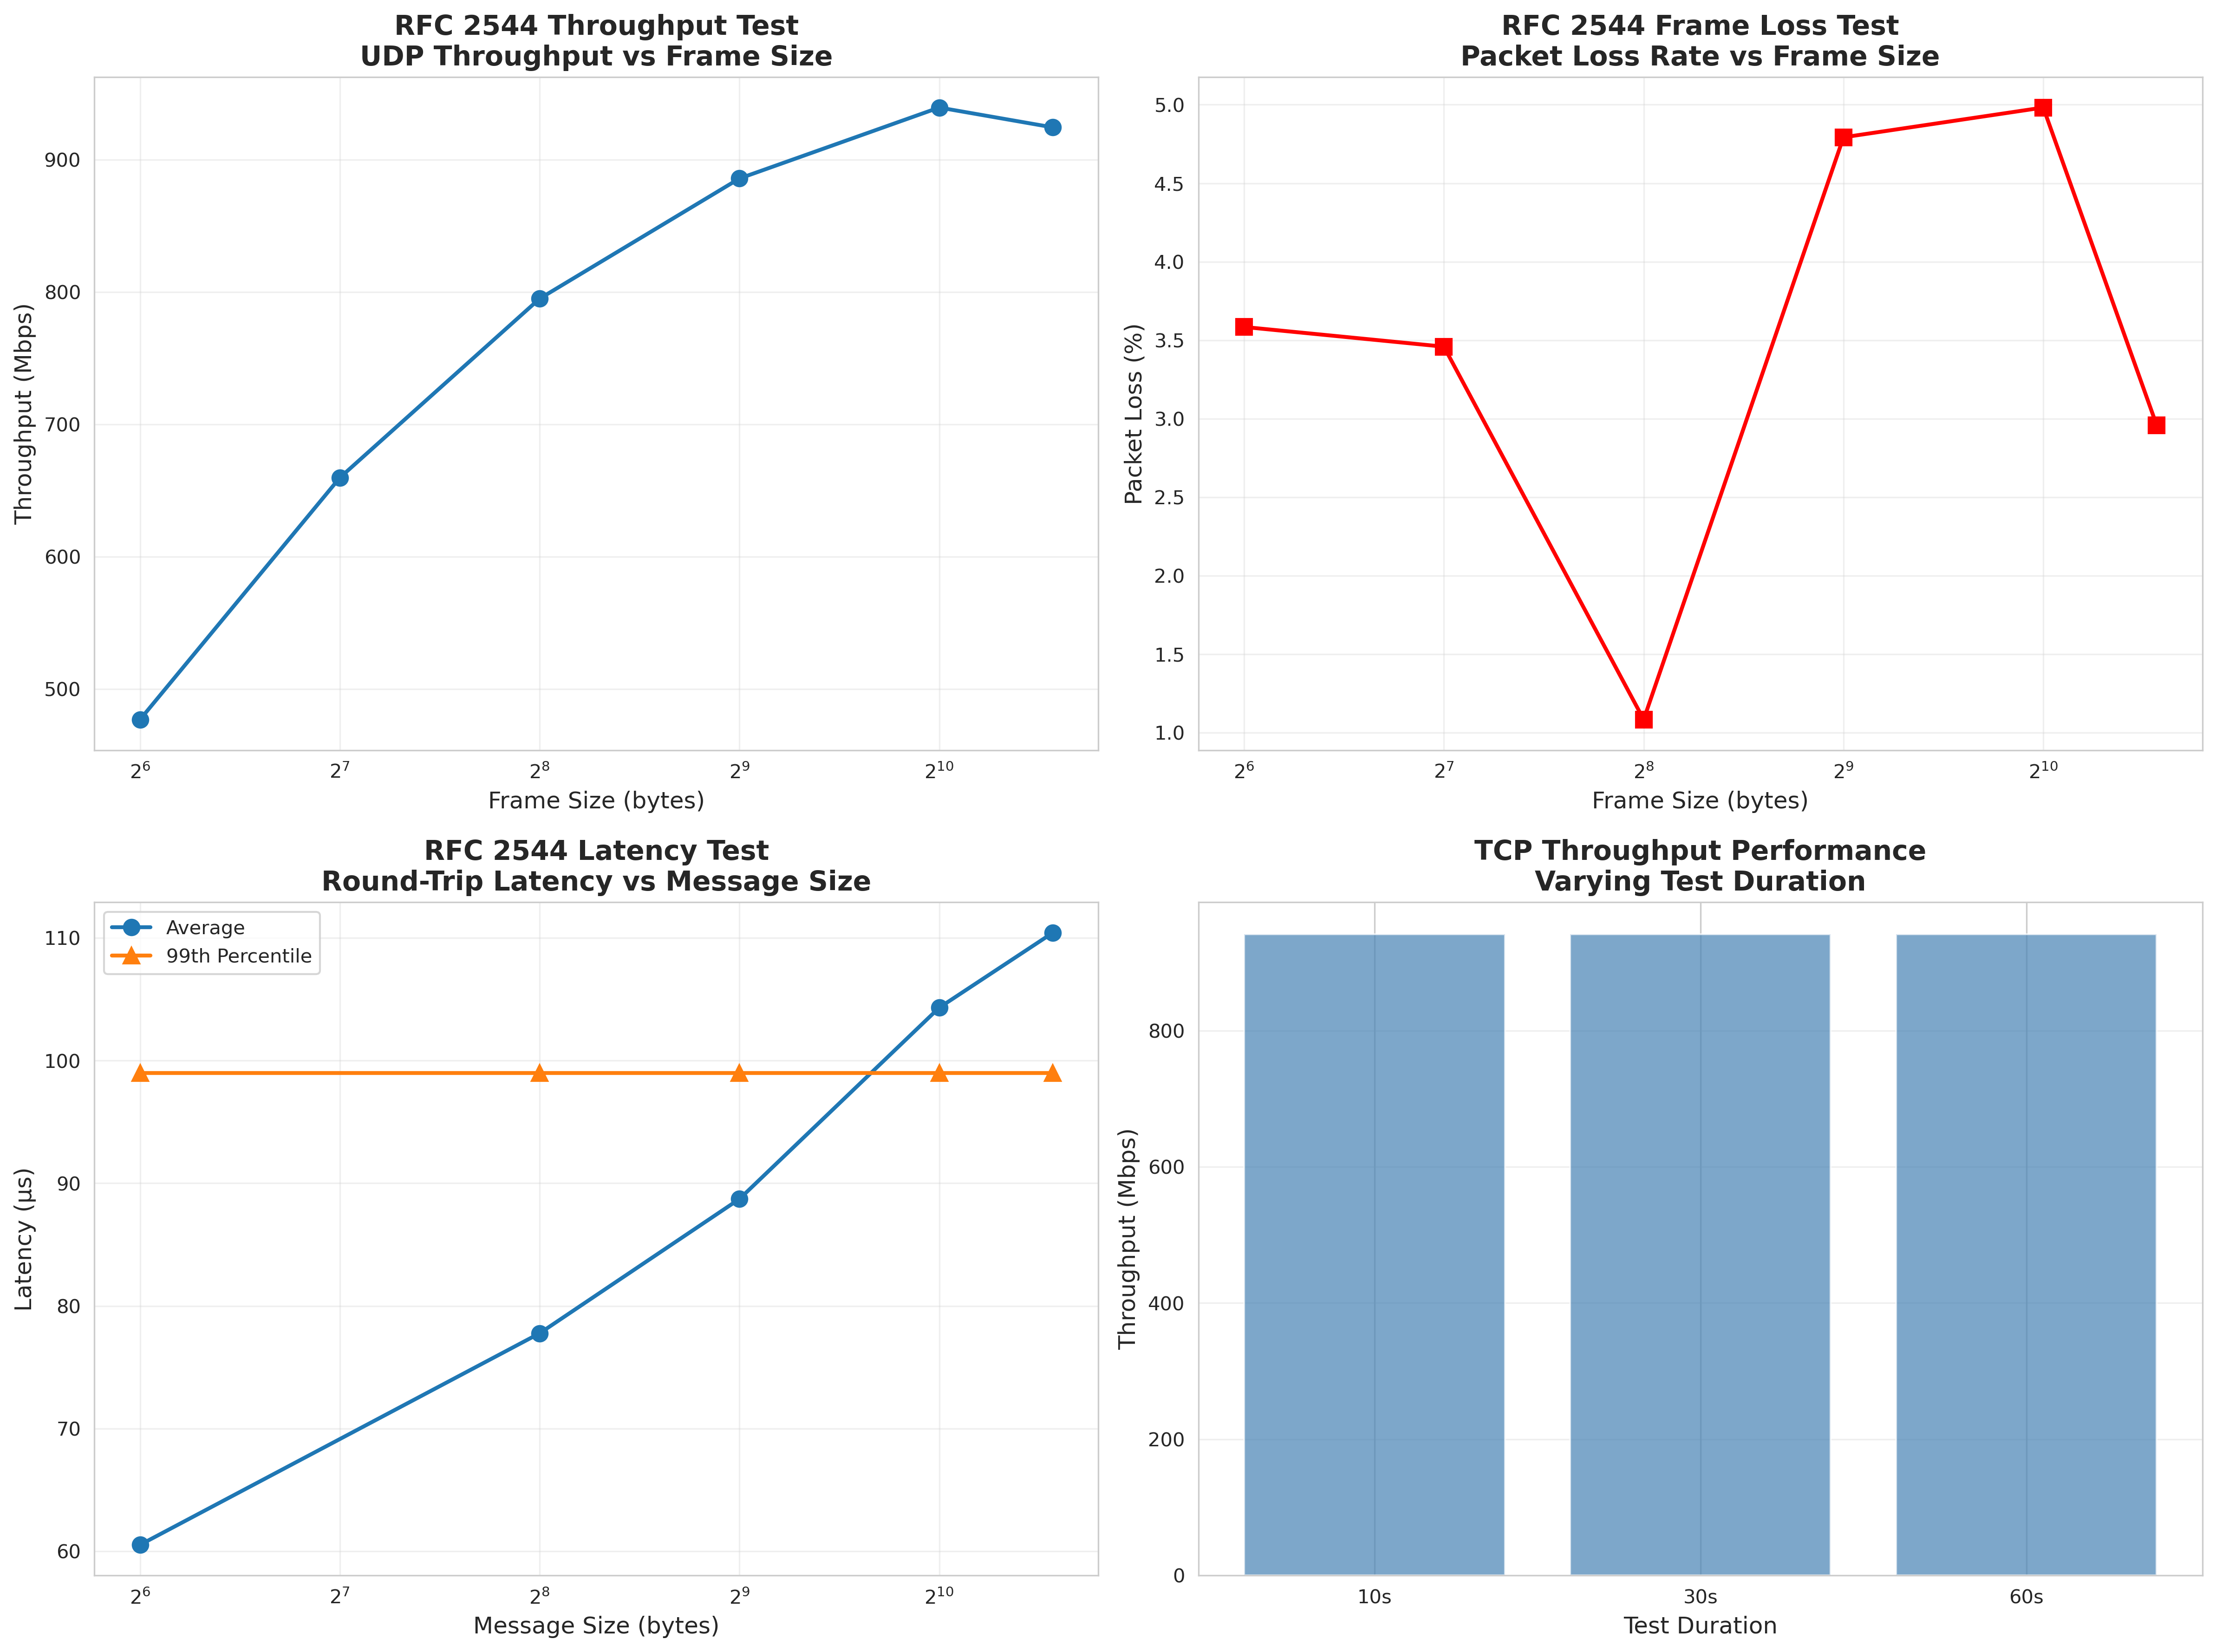 RFC 2544 Throughput Test
UDP Throughput vs Frame Size
Throughput (Mbps)
900
800
700
600
500
2⁶
2⁷
2⁸
2⁹
2¹⁰
Frame Size (bytes)
RFC 2544 Frame Loss Test
Packet Loss Rate vs Frame Size
Packet Loss (%)
5.0
4.5
4.0
3.5
3.0
2.5
2.0
1.5
1.0
2⁶
2⁷
2⁸
2⁹
2¹⁰
Frame Size (bytes)
RFC 2544 Latency Test
Round-Trip Latency vs Message Size
Average
99th Percentile
Latency (µs)
110
100
90
80
70
60
2⁶
2⁷
2⁸
2⁹
2¹⁰
Message Size (bytes)
TCP Throughput Performance
Varying Test Duration
Throughput (Mbps)
800
600
400
200
0
10s
30s
60s
Test Duration